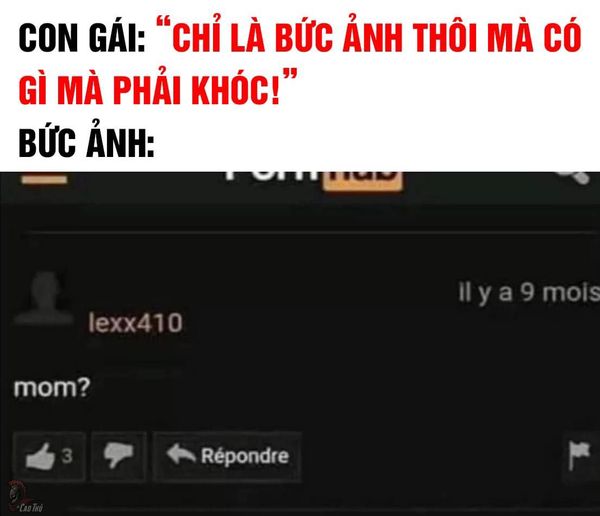 CON GÁI: “CHỈ LÀ BỨC ẢNH THÔI MÀ CÓ
GÌ MÀ PHẢI KHÓC!”
BỨC ẢNH:
Porn hub
il y a 9 mois
lexx410
mom?
3
Répondre
CAO THỦ